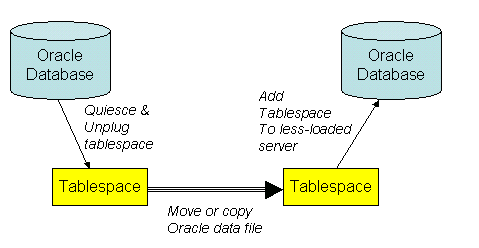 Oracle
Database
Oracle
Database
Quiesce &
Unplug
tablespace
Add
Tablespace
To less-loaded
server
Tablespace
Tablespace
Move or copy
Oracle data file